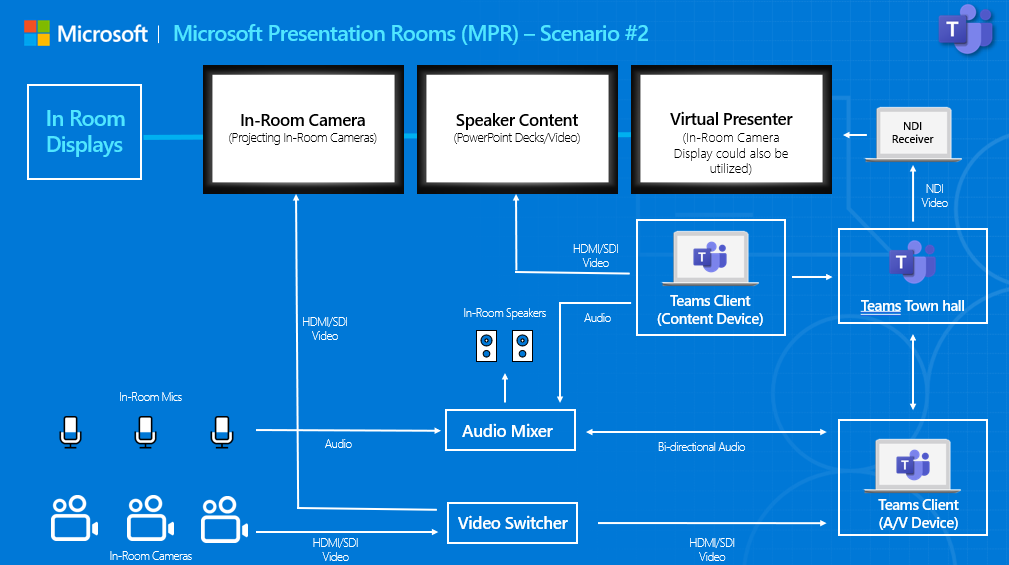 Microsoft | Microsoft Presentation Rooms (MPR) – Scenario #2
T
In Room
Displays
In-Room Camera
(Projecting In-Room Cameras)
Speaker Content
(PowerPoint Decks/Video)
Virtual Presenter
(In-Room Camera
Display could also be
utilized)
NDI
Receiver
NDI
Video
HDMI/SDI
Video
T
Teams Client
(Content Device)
T
Teams Town hall
HDMI/SDI
Video
In-Room Speakers
Audio
In-Room Mics
Audio
Audio Mixer
Bi-directional Audio
T
Teams Client
(A/V Device)
In-Room Cameras
HDMI/SDI
Video
Video Switcher
HDMI/SDI
Video